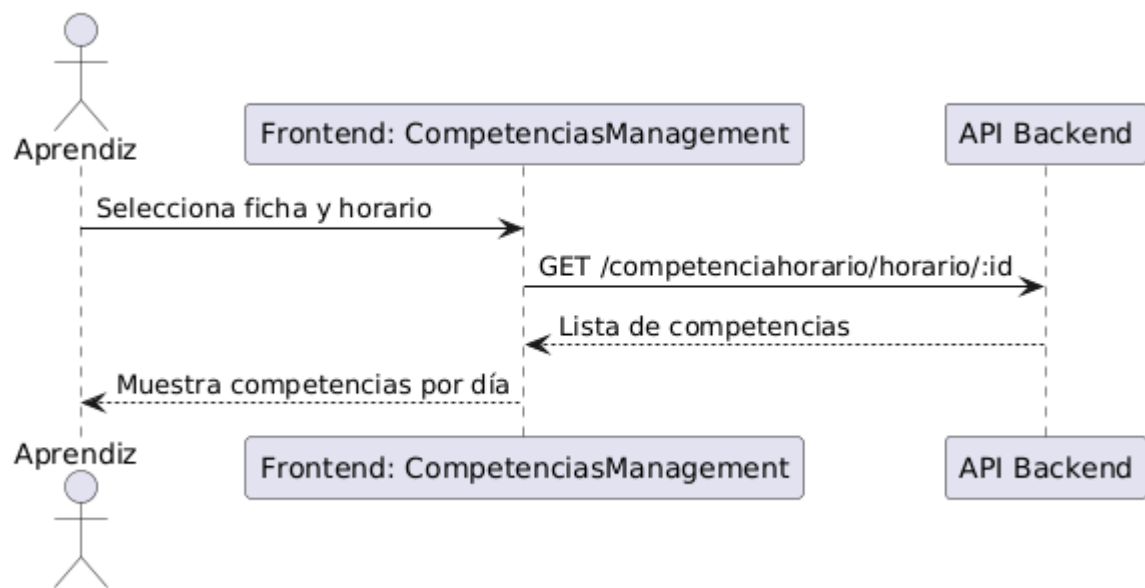 Aprendiz
Frontend: CompetenciasManagement
API Backend
Selecciona ficha y horario
GET /competenciahorario/horario/:id
Lista de competencias
Muestra competencias por día
Aprendiz
Frontend: CompetenciasManagement
API Backend